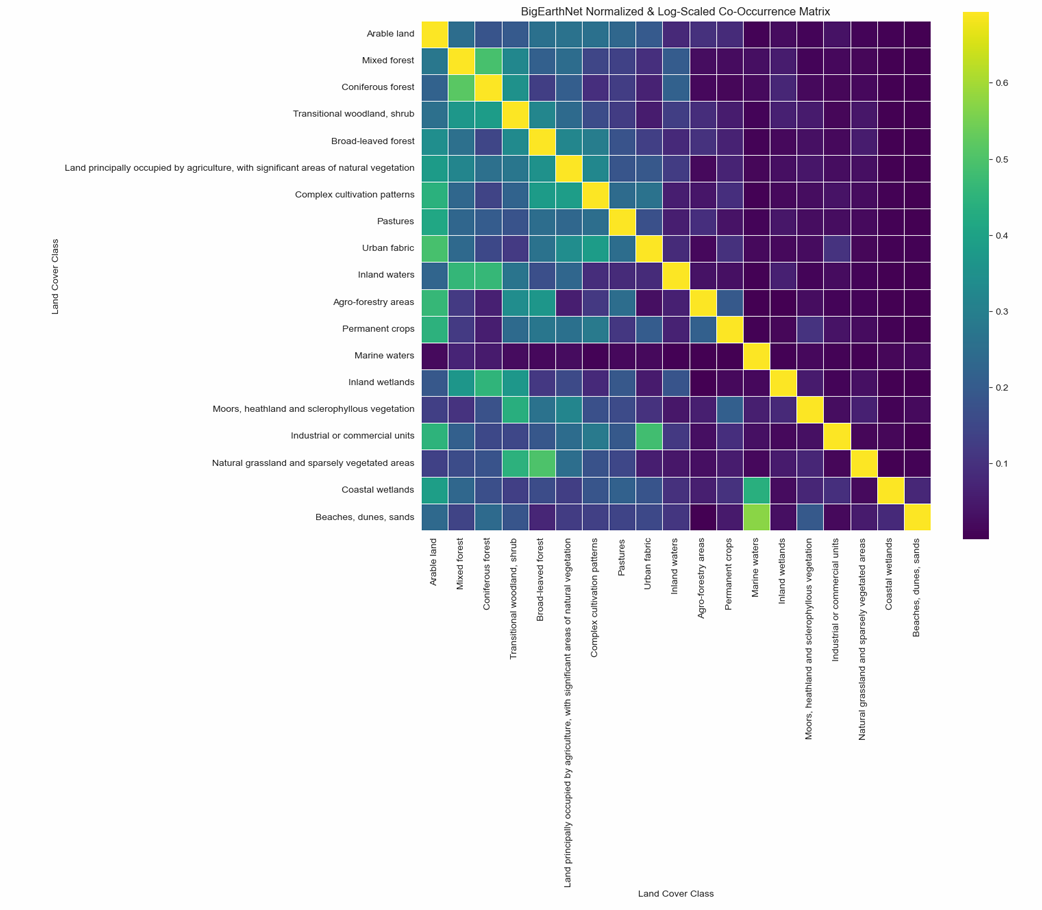 BigEarthNet Normalized & Log-Scaled Co-Occurrence Matrix
Land Cover Class
Arable land
Mixed forest
Coniferous forest
Transitional woodland, shrub
Broad-leaved forest
Land principally occupied by agriculture, with significant areas of natural vegetation
Complex cultivation patterns
Pastures
Urban fabric
Inland waters
Agro-forestry areas
Permanent crops
Marine waters
Inland wetlands
Moors, heathland and sclerophyllous vegetation
Industrial or commercial units
Natural grassland and sparsely vegetated areas
Coastal wetlands
Beaches, dunes, sands
0.6
0.5
0.4
0.3
0.2
0.1
Arable land
Mixed forest
Coniferous forest
Transitional woodland, shrub
Broad-leaved forest
Land principally occupied by agriculture, with significant areas of natural vegetation
Complex cultivation patterns
Pastures
Urban fabric
Inland waters
Agro-forestry areas
Permanent crops
Marine waters
Inland wetlands
Moors, heathland and sclerophyllous vegetation
Industrial or commercial units
Natural grassland and sparsely vegetated areas
Coastal wetlands
Beaches, dunes, sands
Land Cover Class